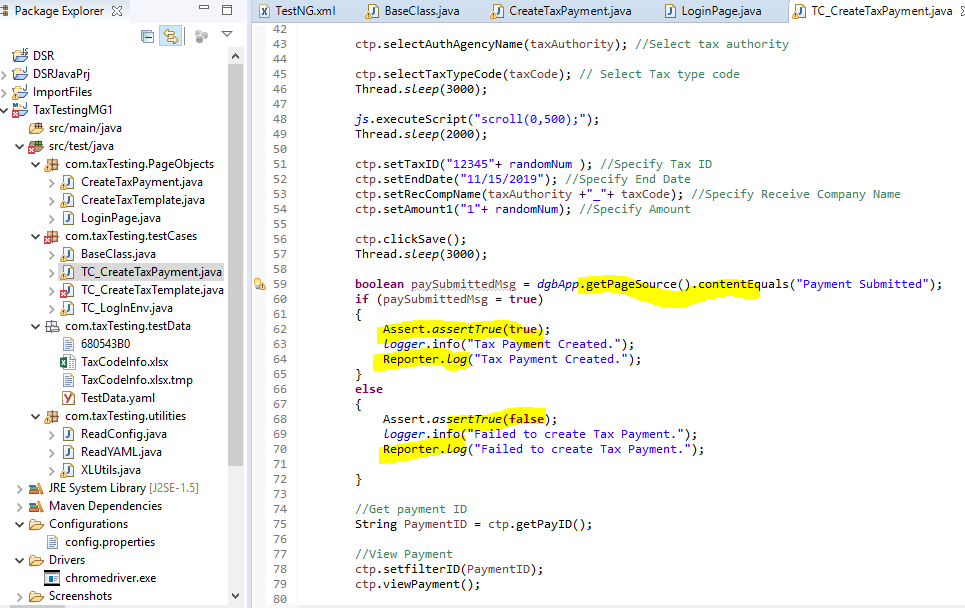 Package Explorer
DSR
DSRJavaPrj
ImportFiles
TaxTestingMG1
src/main/java
src/test/java
com.taxTesting.PageObjects
CreateTaxPayment.java
CreateTaxTemplate.java
LoginPage.java
com.taxTesting.testCases
BaseClass.java
TC_CreateTaxPayment.java
TC_CreateTaxTemplate.java
TC_LogInEnv.java
com.taxTesting.testData
680543B0
TaxCodeInfo.xlsx
TaxCodeInfo.xlsx.tmp
TestData.yaml
com.taxTesting.utilities
ReadConfig.java
ReadYAML.java
XLUtils.java
JRE System Library [J2SE-1.5]
Maven Dependencies
Configurations
config.properties
Drivers
chromedriver.exe
Screenshots
TestNG.xml BaseClass.java CreateTaxPayment.java LoginPage.java TC_CreateTaxPayment.java
42
43 ctp.selectAuthAgencyName(taxAuthority); //Select tax authority
44
45 ctp.selectTaxTypeCode(taxCode); // Select Tax type code
46 Thread.sleep(3000);
47
48 js.executeScript("scroll(0,500);");
49 Thread.sleep(2000);
50
51 ctp.setTaxID("12345"+ randomNum ); //Specify Tax ID
52 ctp.setEndDate("11/15/2019"); //Specify End Date
53 ctp.setRecCompName(taxAuthority +"_"+ taxCode); //Specify Receive Company Name
54 ctp.setAmount1("1"+ randomNum); //Specify Amount
55
56 ctp.clickSave();
57 Thread.sleep(3000);
58
59 boolean paySubmittedMsg = dgbApp.getPageSource().contentEquals("Payment Submitted");
60 if (paySubmittedMsg = true)
61 {
62 Assert.assertTrue(true);
63 logger.info("Tax Payment Created.");
64 Reporter.log("Tax Payment Created.");
65 }
66 else
67 {
68 Assert.assertTrue(false);
69 logger.info("Failed to create Tax Payment.");
70 Reporter.log("Failed to create Tax Payment.");
71
72 }
73
74 //Get payment ID
75 String PaymentID = ctp.getPayID();
76
77 //View Payment
78 ctp.setfilterID(PaymentID);
79 ctp.viewPayment();
80